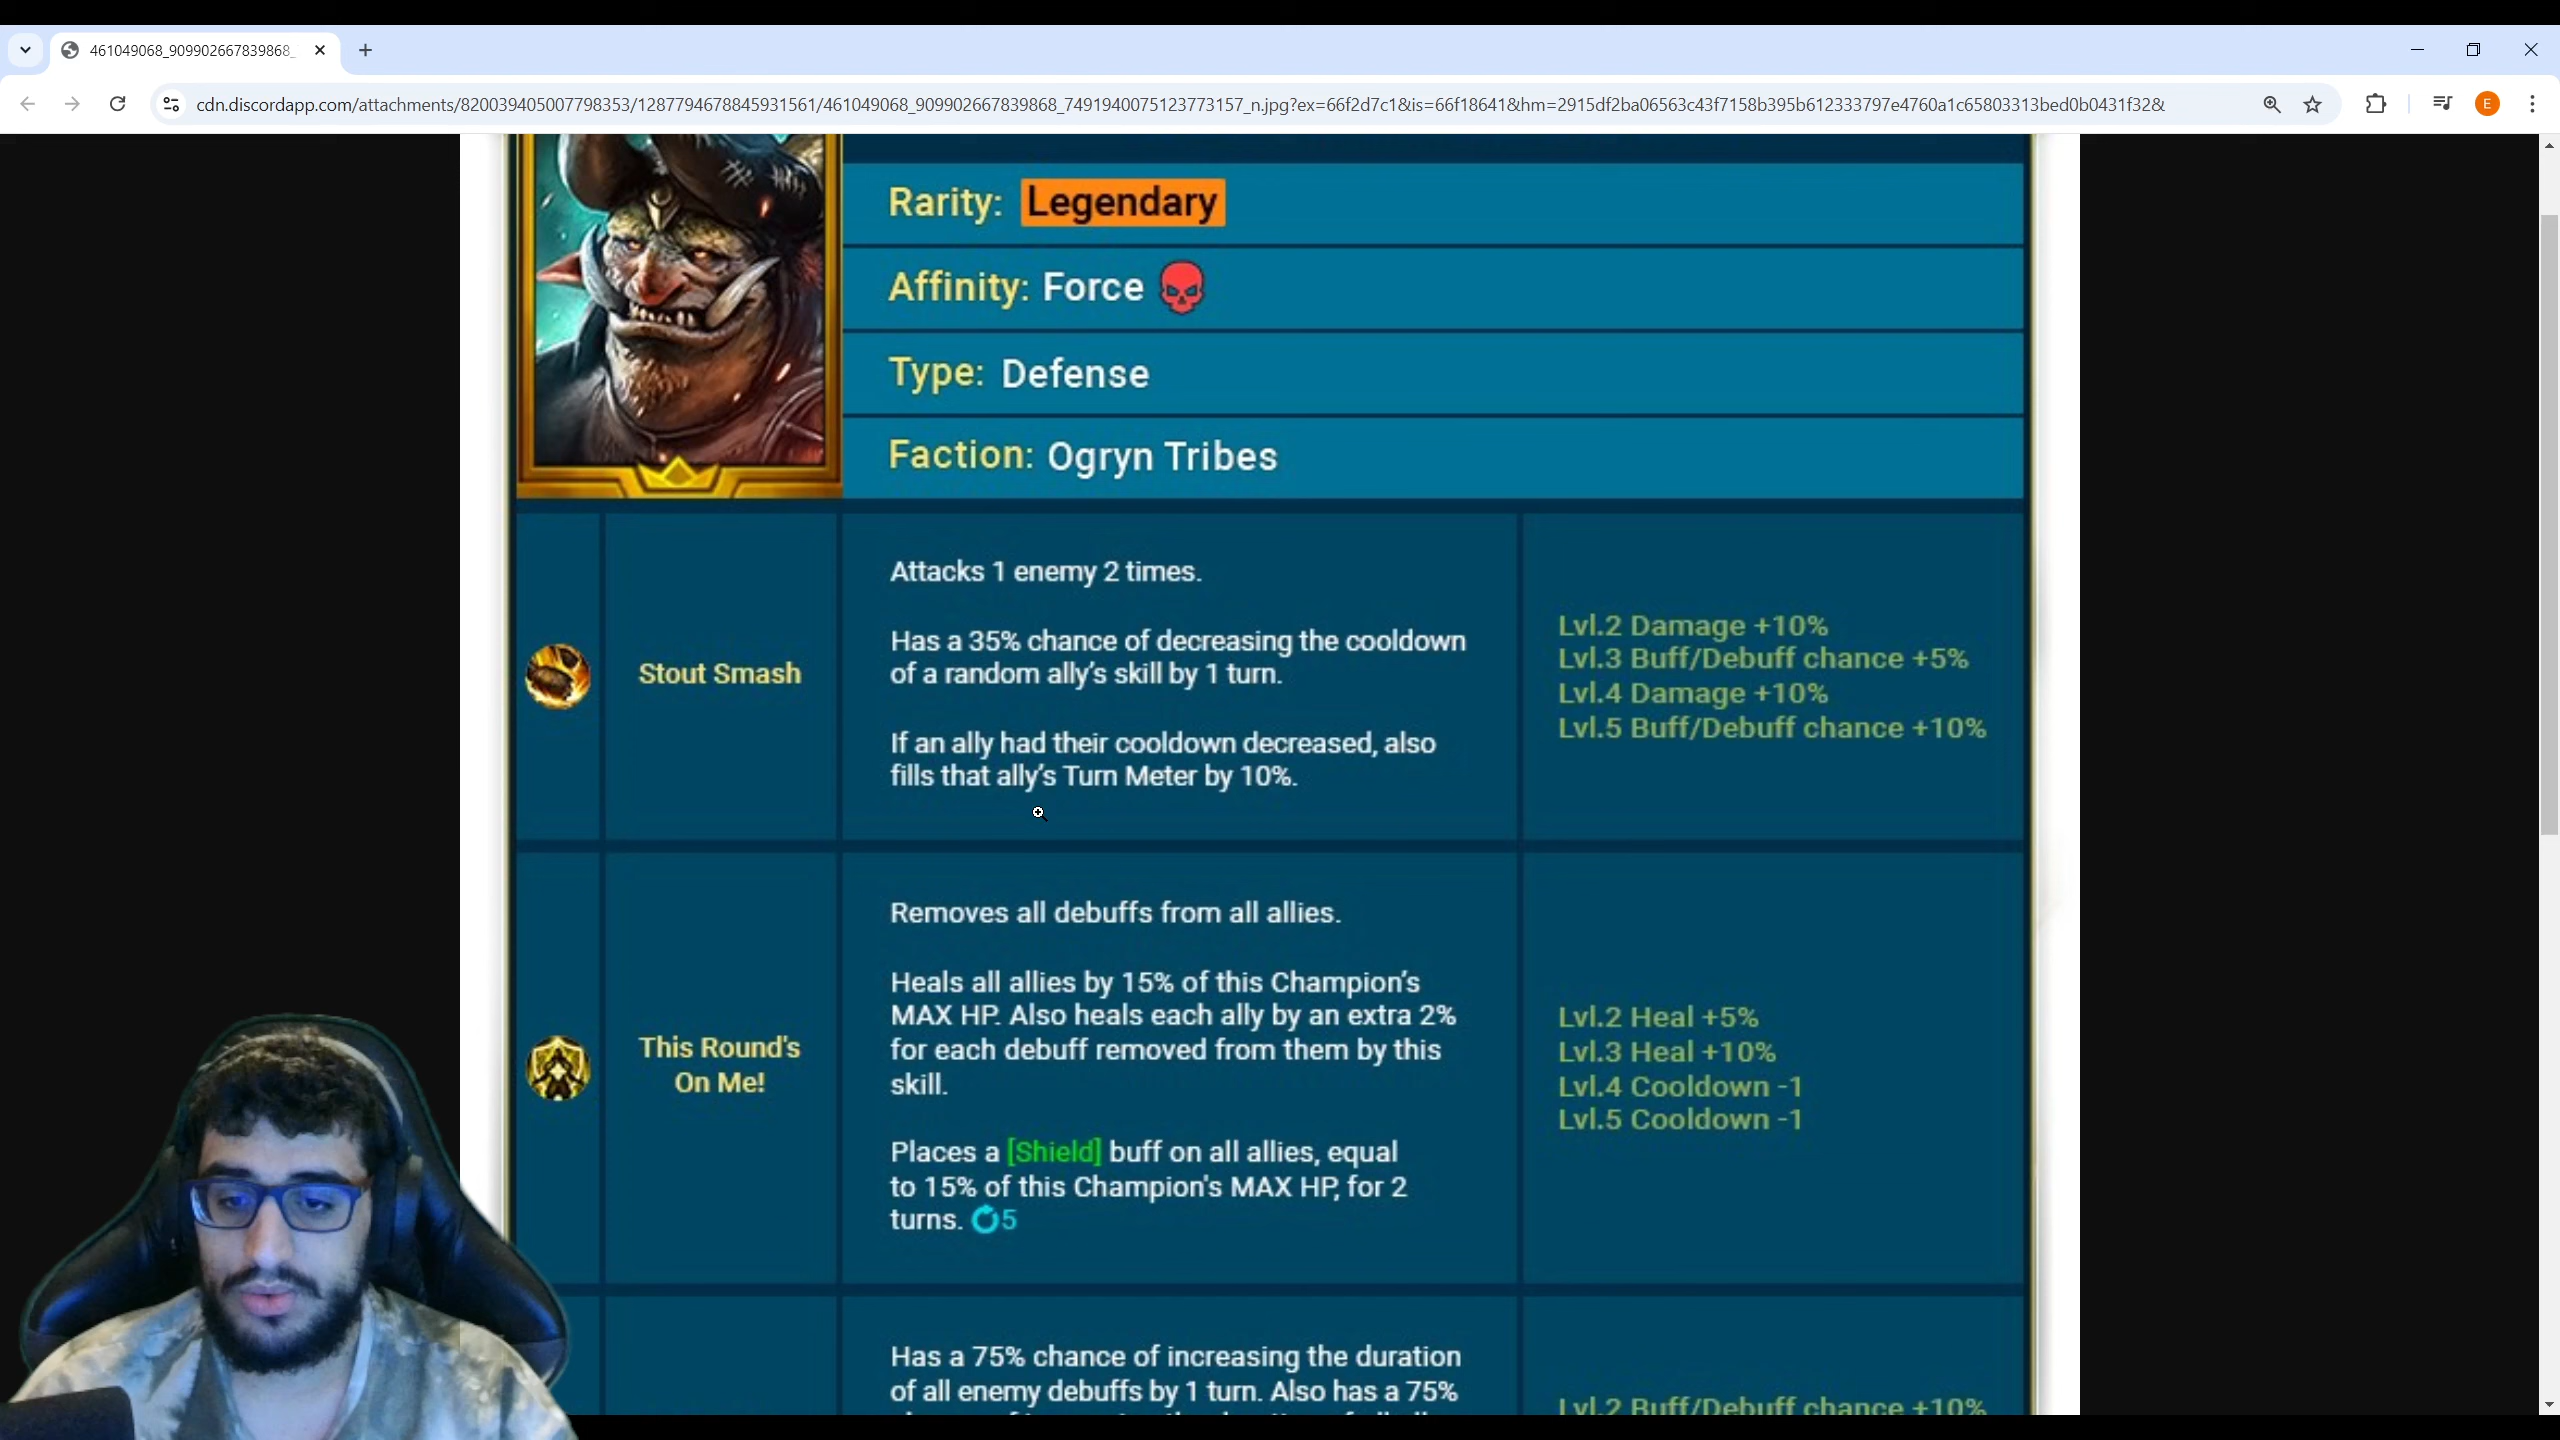 461049068_909902667839868_
cdn.discordapp.com/attachments/820039405007798353/1287794678845931561/461049068_909902667839868_7491940075123773157_n.jpg?ex=66f2d7c1&is=66f18641&hm=2915df2ba06563c43f7158b395b612333797e4760a1c65803313bed0b0431f32&
E
Rarity: Legendary
Affinity: Force
Type: Defense
Faction: Ogryn Tribes
Stout Smash
Attacks 1 enemy 2 times.
Has a 35% chance of decreasing the cooldown
of a random ally's skill by 1 turn.
If an ally had their cooldown decreased, also
fills that ally's Turn Meter by 10%.
Lvl.2 Damage +10%
Lvl.3 Buff/Debuff chance +5%
Lvl.4 Damage +10%
Lvl.5 Buff/Debuff chance +10%
This Round's
On Me!
Removes all debuffs from all allies.
Heals all allies by 15% of this Champion's
MAX HP. Also heals each ally by an extra 2%
for each debuff removed from them by this
skill.
Places a [Shield] buff on all allies, equal
to 15% of this Champion's MAX HP, for 2
turns. 5
Lvl.2 Heal +5%
Lvl.3 Heal +10%
Lvl.4 Cooldown -1
Lvl.5 Cooldown -1
Has a 75% chance of increasing the duration
of all enemy debuffs by 1 turn. Also has a 75%
Lvl.2 Buff/Debuff chance +10%